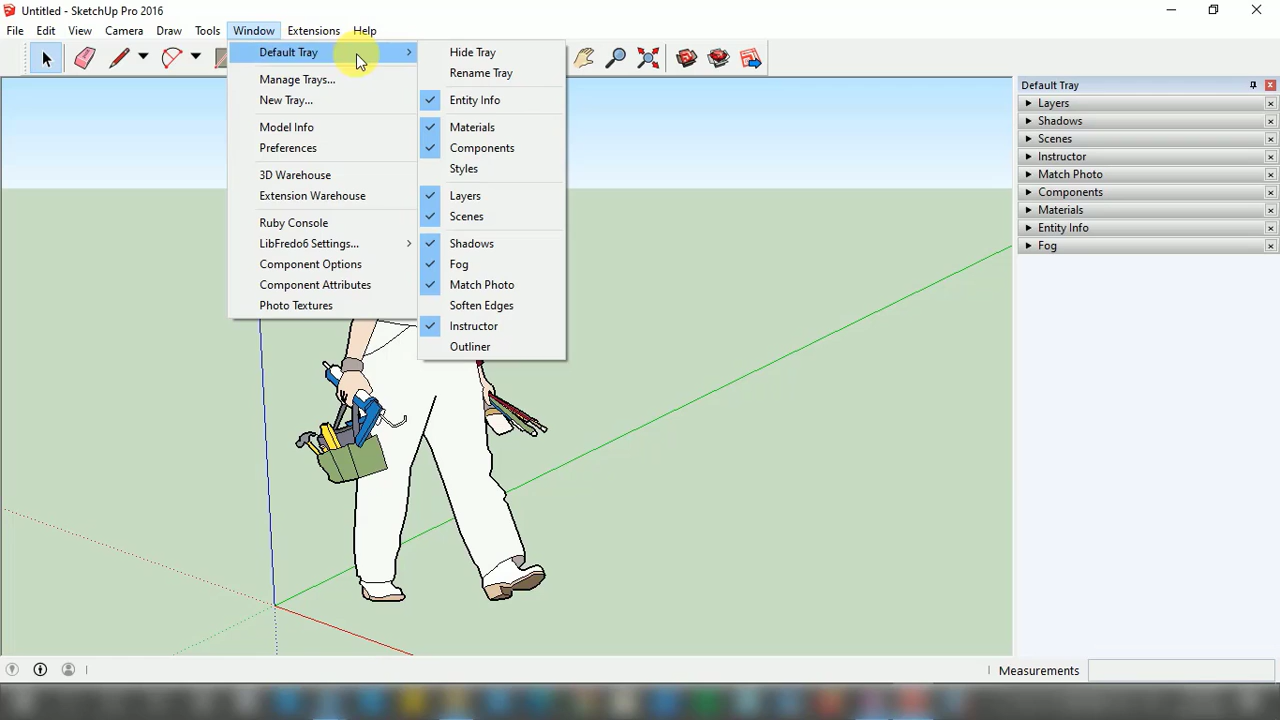 Untitled - SketchUp Pro 2016
File Edit View Camera Draw Tools Window Extensions Help
Default Tray
Manage Trays...
New Tray...
Model Info
Preferences
3D Warehouse
Extension Warehouse
Ruby Console
LibFredo6 Settings...
Component Options
Component Attributes
Photo Textures
Hide Tray
Rename Tray
Entity Info
Materials
Components
Styles
Layers
Scenes
Shadows
Fog
Match Photo
Soften Edges
Instructor
Outliner
Default Tray
Layers
Shadows
Scenes
Instructor
Match Photo
Components
Materials
Entity Info
Fog
Measurements